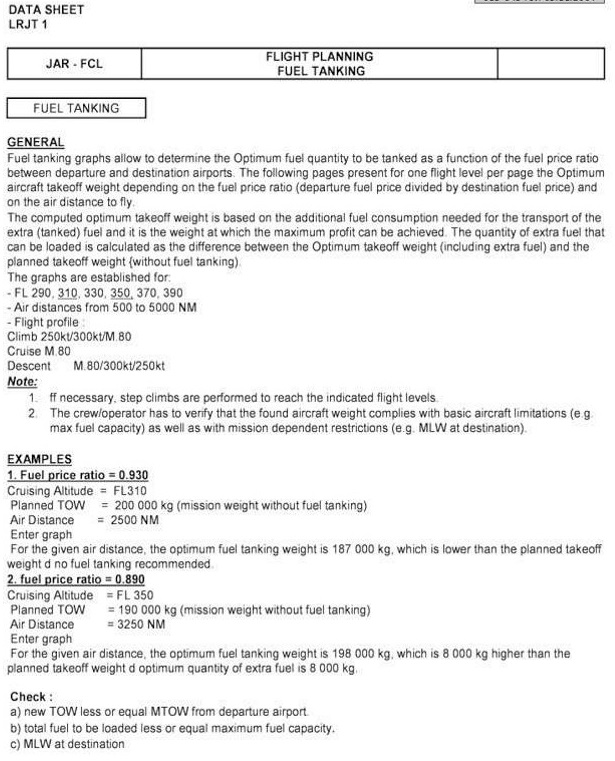 DATA SHEET
LRJT 1
JAR - FCL
FLIGHT PLANNING
FUEL TANKING
FUEL TANKING
GENERAL
Fuel tanking graphs allow to determine the Optimum fuel quantity to be tanked as a function of the fuel price ratio
between departure and destination airports. The following pages present for one flight level per page the Optimum
aircraft takeoff weight depending on the fuel price ratio (departure fuel price divided by destination fuel price) and
on the air distance to fly.
The computed optimum takeoff weight is based on the additional fuel consumption needed for the transport of the
extra (tanked) fuel and it is the weight at which the maximum profit can be achieved. The quantity of extra fuel that
can be loaded is calculated as the difference between the Optimum takeoff weight (including extra fuel) and the
planned takeoff weight (without fuel tanking).
The graphs are established for:
- FL 290, 310, 330, 350, 370, 390
- Air distances from 500 to 5000 NM
- Flight profile :
Climb 250kt/300kt/M.80
Cruise M.80
Descent M.80/300kt/250kt
Note:
1. ff necessary, step climbs are performed to reach the indicated flight levels.
2. The crew/operator has to verify that the found aircraft weight complies with basic aircraft limitations (e.g.
max fuel capacity) as well as with mission dependent restrictions (e.g. MLW at destination).
EXAMPLES
1. Fuel price ratio = 0.930
Cruising Altitude = FL310
Planned TOW = 200 000 kg (mission weight without fuel tanking)
Air Distance = 2500 NM
Enter graph
For the given air distance, the optimum fuel tanking weight is 187 000 kg, which is lower than the planned takeoff
weight d no fuel tanking recommended.
2. fuel price ratio = 0.890
Cruising Altitude = FL 350
Planned TOW = 190 000 kg (mission weight without fuel tanking)
Air Distance = 3250 NM
Enter graph
For the given air distance, the optimum fuel tanking weight is 198 000 kg, which is 8 000 kg higher than the
planned takeoff weight d optimum quantity of extra fuel is 8 000 kg.
Check :
a) new TOW less or equal MTOW from departure airport.
b) total fuel to be loaded less or equal maximum fuel capacity.
c) MLW at destination